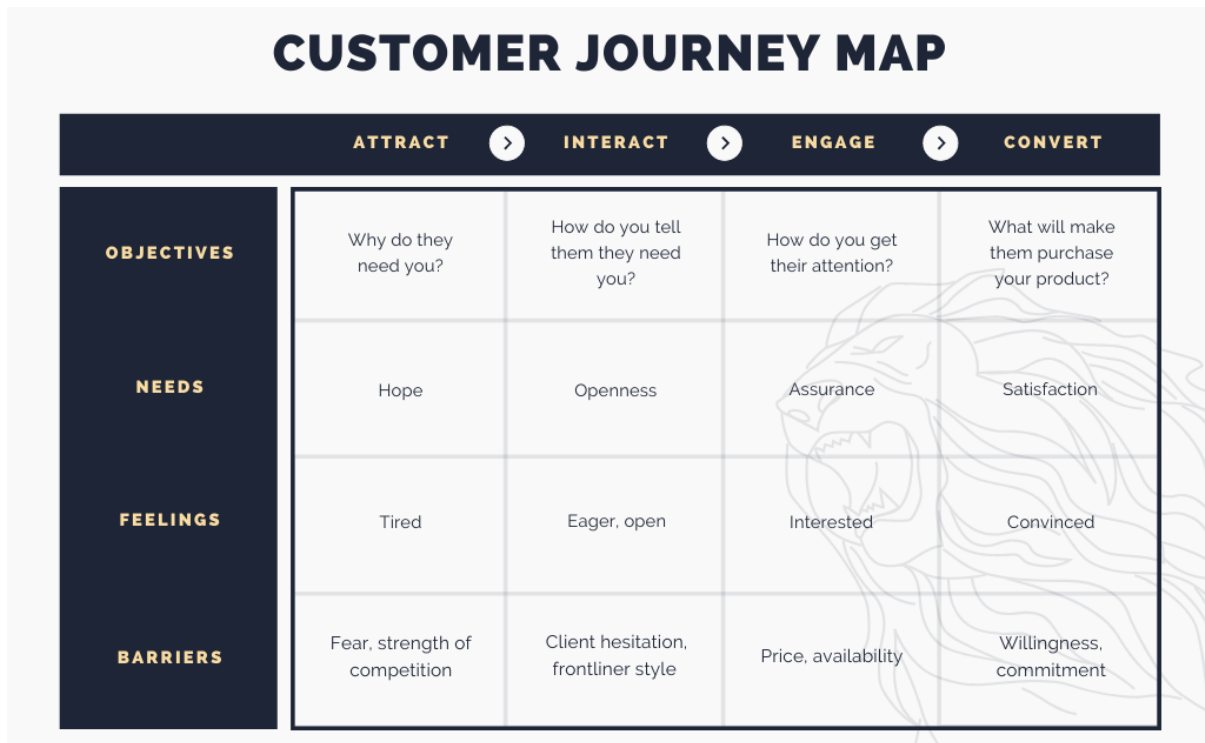 CUSTOMER JOURNEY MAP
ATTRACT
INTERACT
ENGAGE
CONVERT
OBJECTIVES
Why do they
need you?
How do you tell
them they need
you?
How do you get
their attention?
What will make
them purchase
your product?
NEEDS
Hope
Openness
Assurance
Satisfaction
FEELINGS
Tired
Eager, open
Interested
Convinced
BARRIERS
Fear, strength of
competition
Client hesitation,
frontliner style
Price, availability
Willingness,
commitment